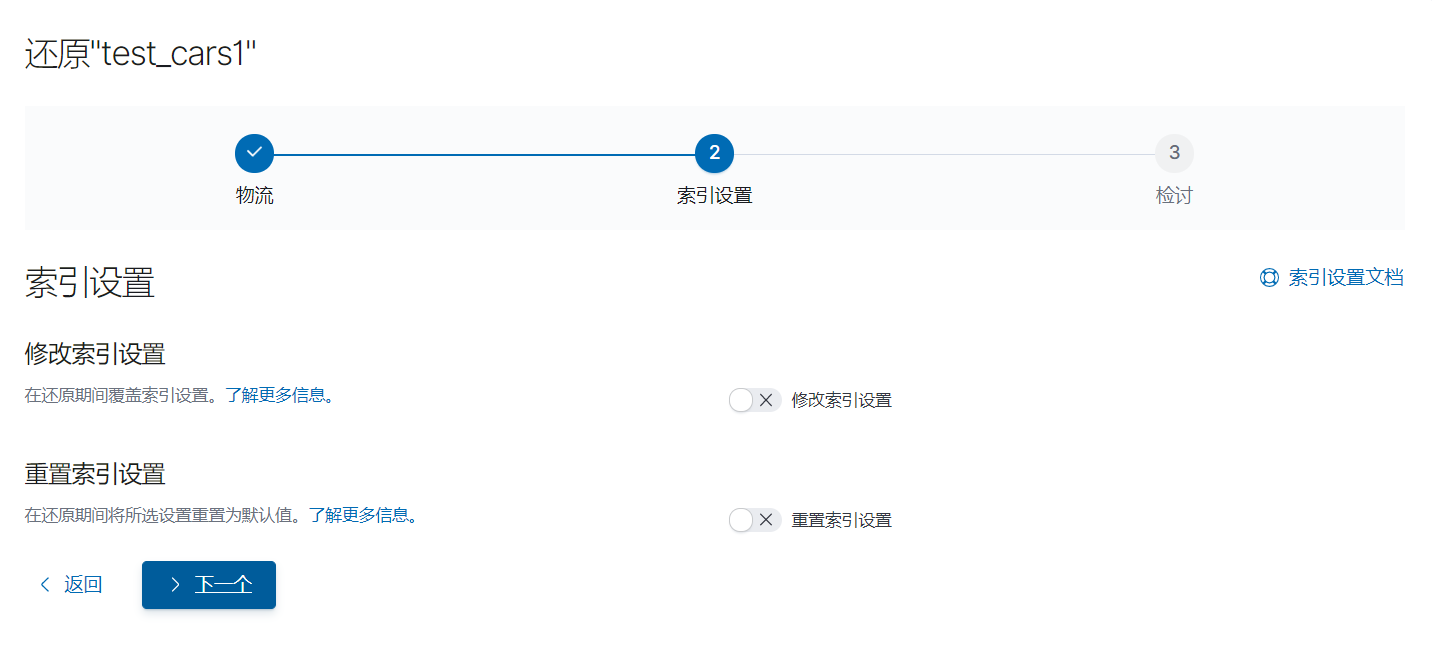 还原"test_cars1"
2
3
物流
索引设置
检讨
索引设置
索引设置文档
修改索引设置
在还原期间覆盖索引设置。了解更多信息。
修改索引设置
重置索引设置
在还原期间将所选设置重置为默认值。了解更多信息。
重置索引设置
返回
下一个